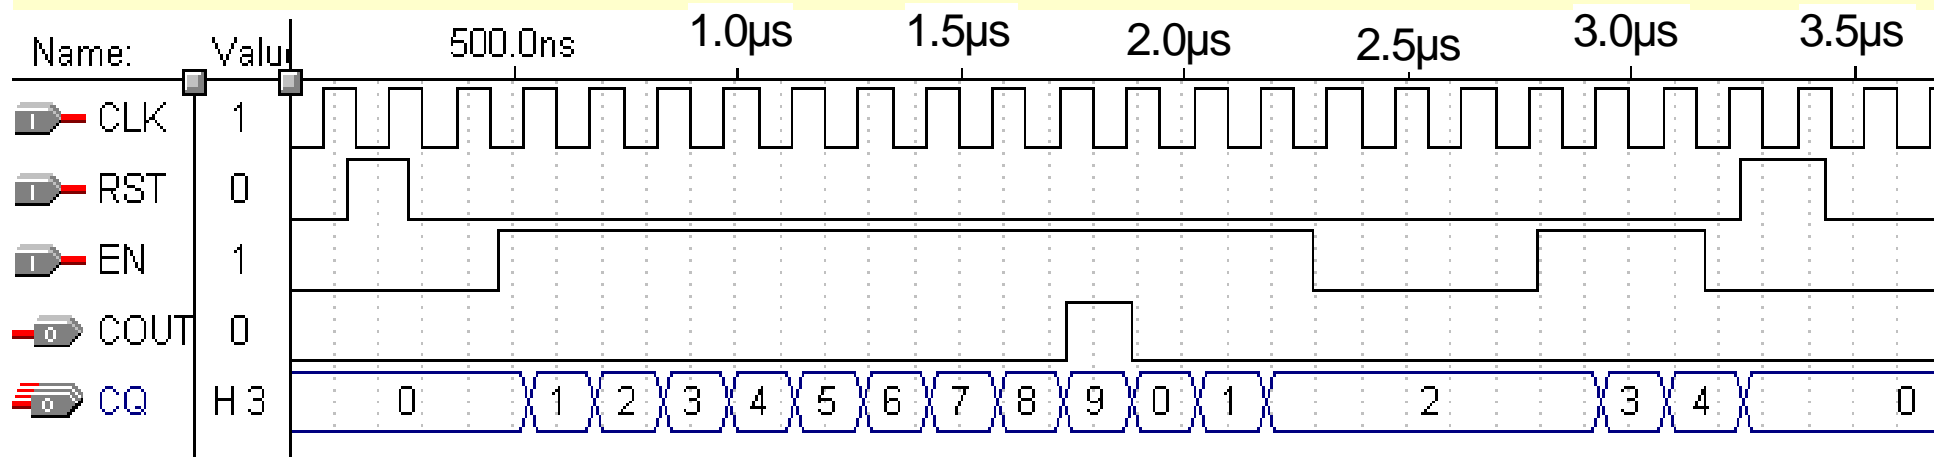 Name: Valu 500.0ns 1.0µs 1.5µs 2.0µs 2.5µs 3.0µs 3.5µs
I CLK 1
I RST 0
I EN 1
O COUT 0
O CQ H 3 0 1 2 3 4 5 6 7 8 9 0 1 2 3 4 0